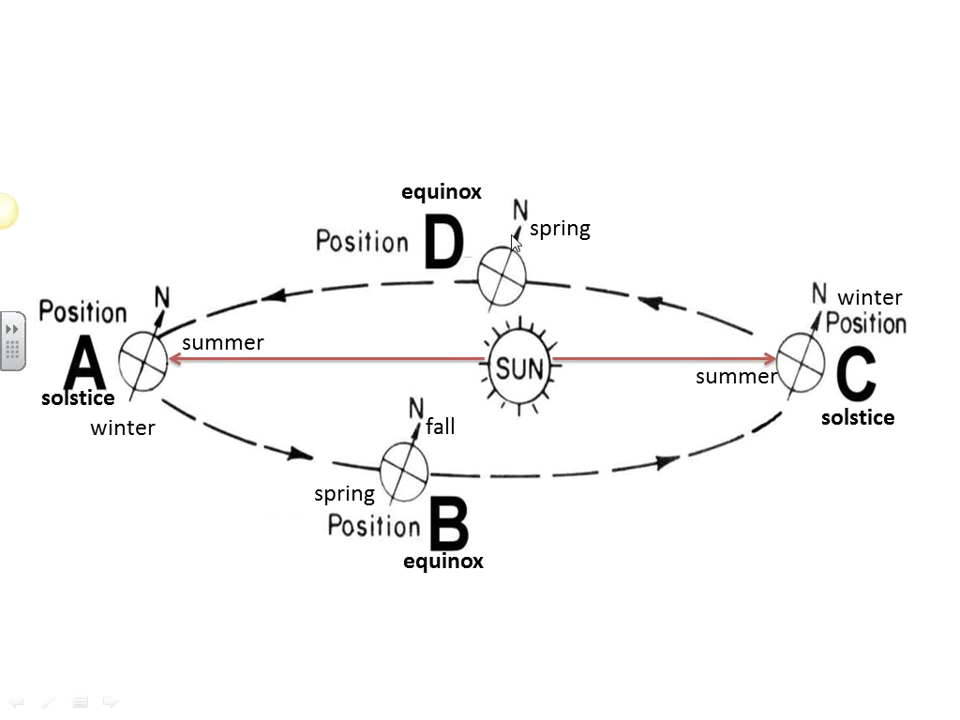 equinox
N
spring
Position D
N
Position
A
solstice
summer
winter
SUN
N winter
Position
summer
C
solstice
N
fall
spring
Position B
equinox